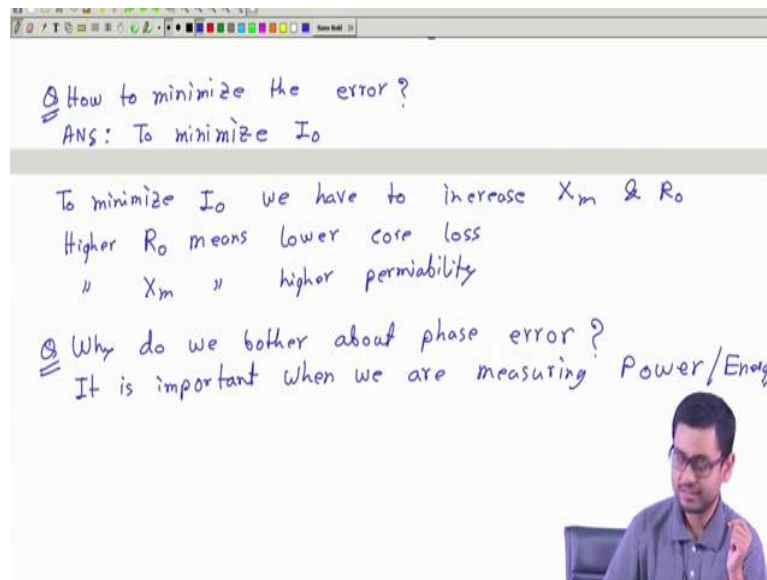 Q How to minimize the error?
ANS: To minimize I₀
To minimize I₀ we have to increase Xₘ & R₀
Higher R₀ means lower core loss
〃 Xₘ 〃 higher permiability
Q Why do we bother about phase error?
It is important when we are measuring Power/Energ